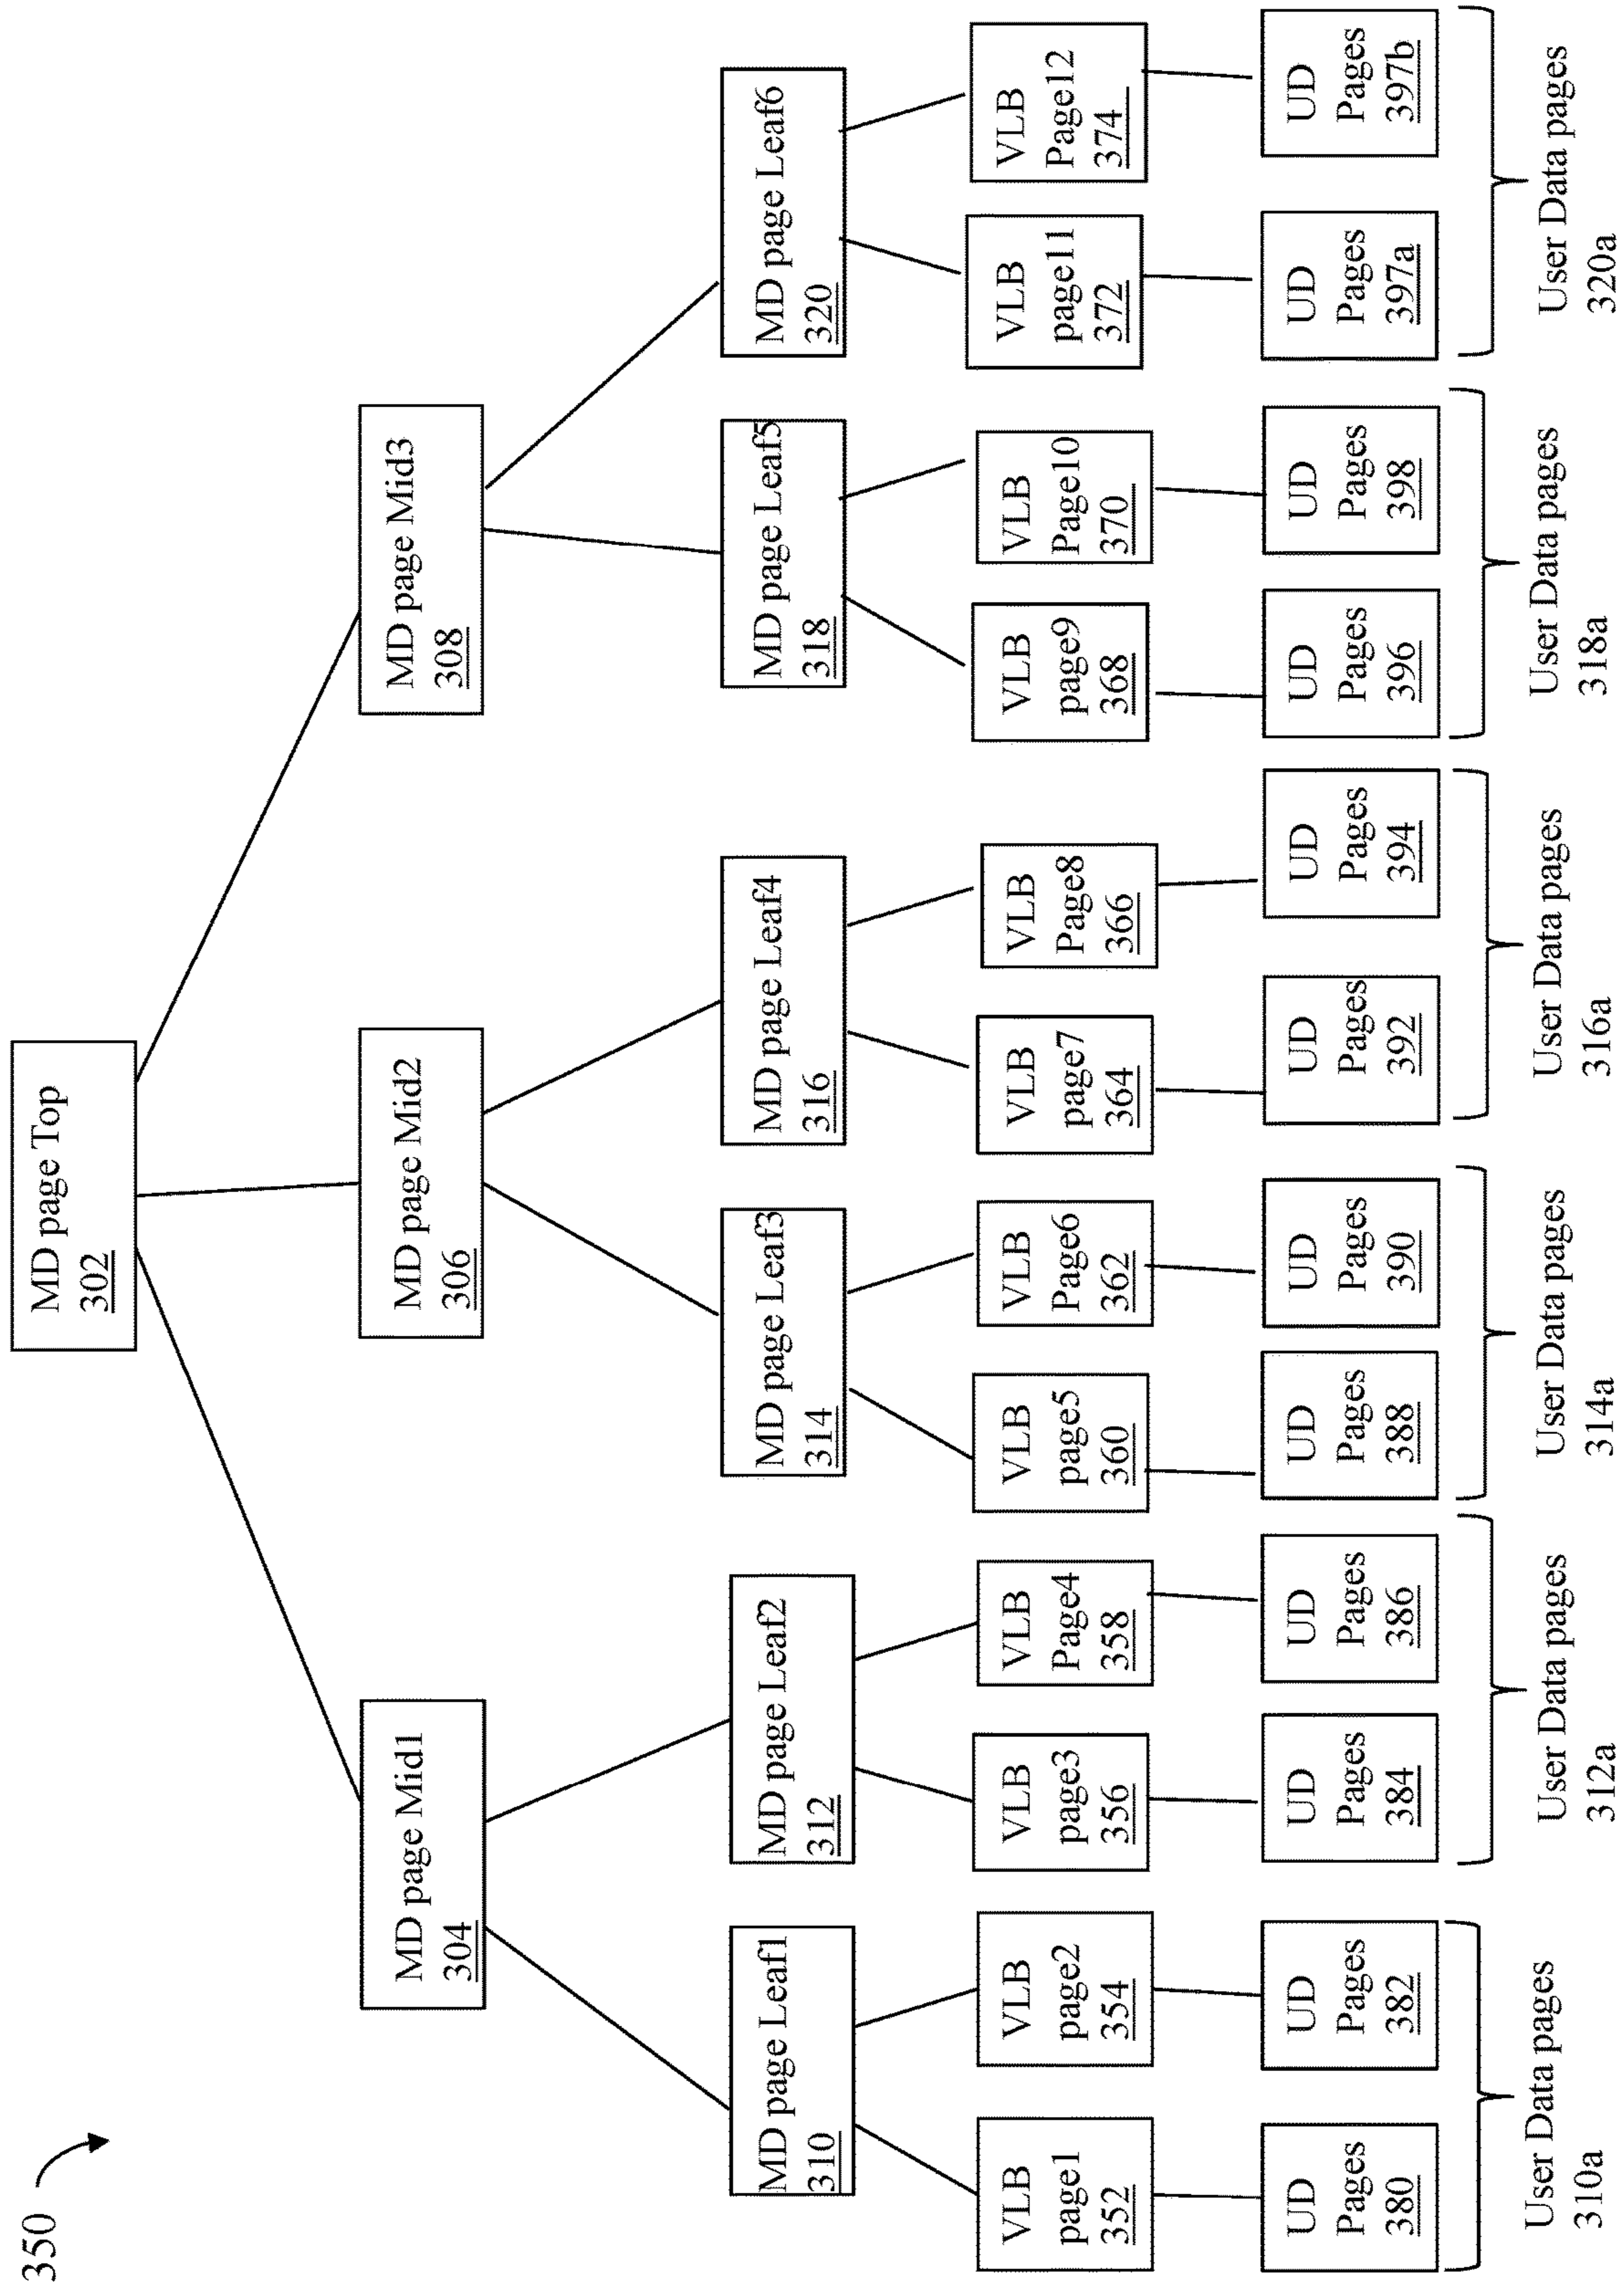 350
MD page Top
302
MD page Mid1
304
MD page Mid2
306
MD page Mid3
308
MD page Leaf1
310
MD page Leaf2
312
MD page Leaf3
314
MD page Leaf4
316
MD page Leaf5
318
MD page Leaf6
320
VLB
page1
352
VLB
page2
354
VLB
page3
356
VLB
Page4
358
VLB
page5
360
VLB
Page6
362
VLB
page7
364
VLB
Page8
366
VLB
page9
368
VLB
Page10
370
VLB
page11
372
VLB
Page12
374
UD
Pages
380
UD
Pages
382
UD
Pages
384
UD
Pages
386
UD
Pages
388
UD
Pages
390
UD
Pages
392
UD
Pages
394
UD
Pages
396
UD
Pages
398
UD
Pages
397a
UD
Pages
397b
User Data pages
310a
User Data pages
312a
User Data pages
314a
User Data pages
316a
User Data pages
318a
User Data pages
320a